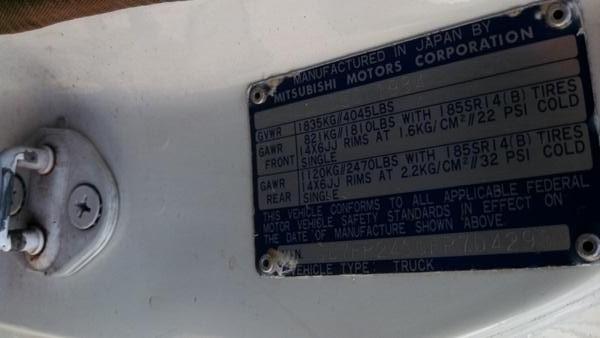 MANUFACTURED IN JAPAN BY
MITSUBISHI MOTORS CORPORATION
GVWR 1835KG//4045LBS
GAWR FRONT 821KG//1810LBS WITH 185SR14(B) TIRES
14X6JJ RIMS AT 1.6KG/CM²//22 PSI COLD
SINGLE
GAWR REAR 1120KG//2470LBS WITH 185SR14(B) TIRES
14X6JJ RIMS AT 2.2KG/CM²//32 PSI COLD
SINGLE
THIS VEHICLE CONFORMS TO ALL APPLICABLE FEDERAL
MOTOR VEHICLE SAFETY STANDARDS IN EFFECT ON
THE DATE OF MANUFACTURE SHOWN ABOVE.
VEHICLE TYPE: TRUCK